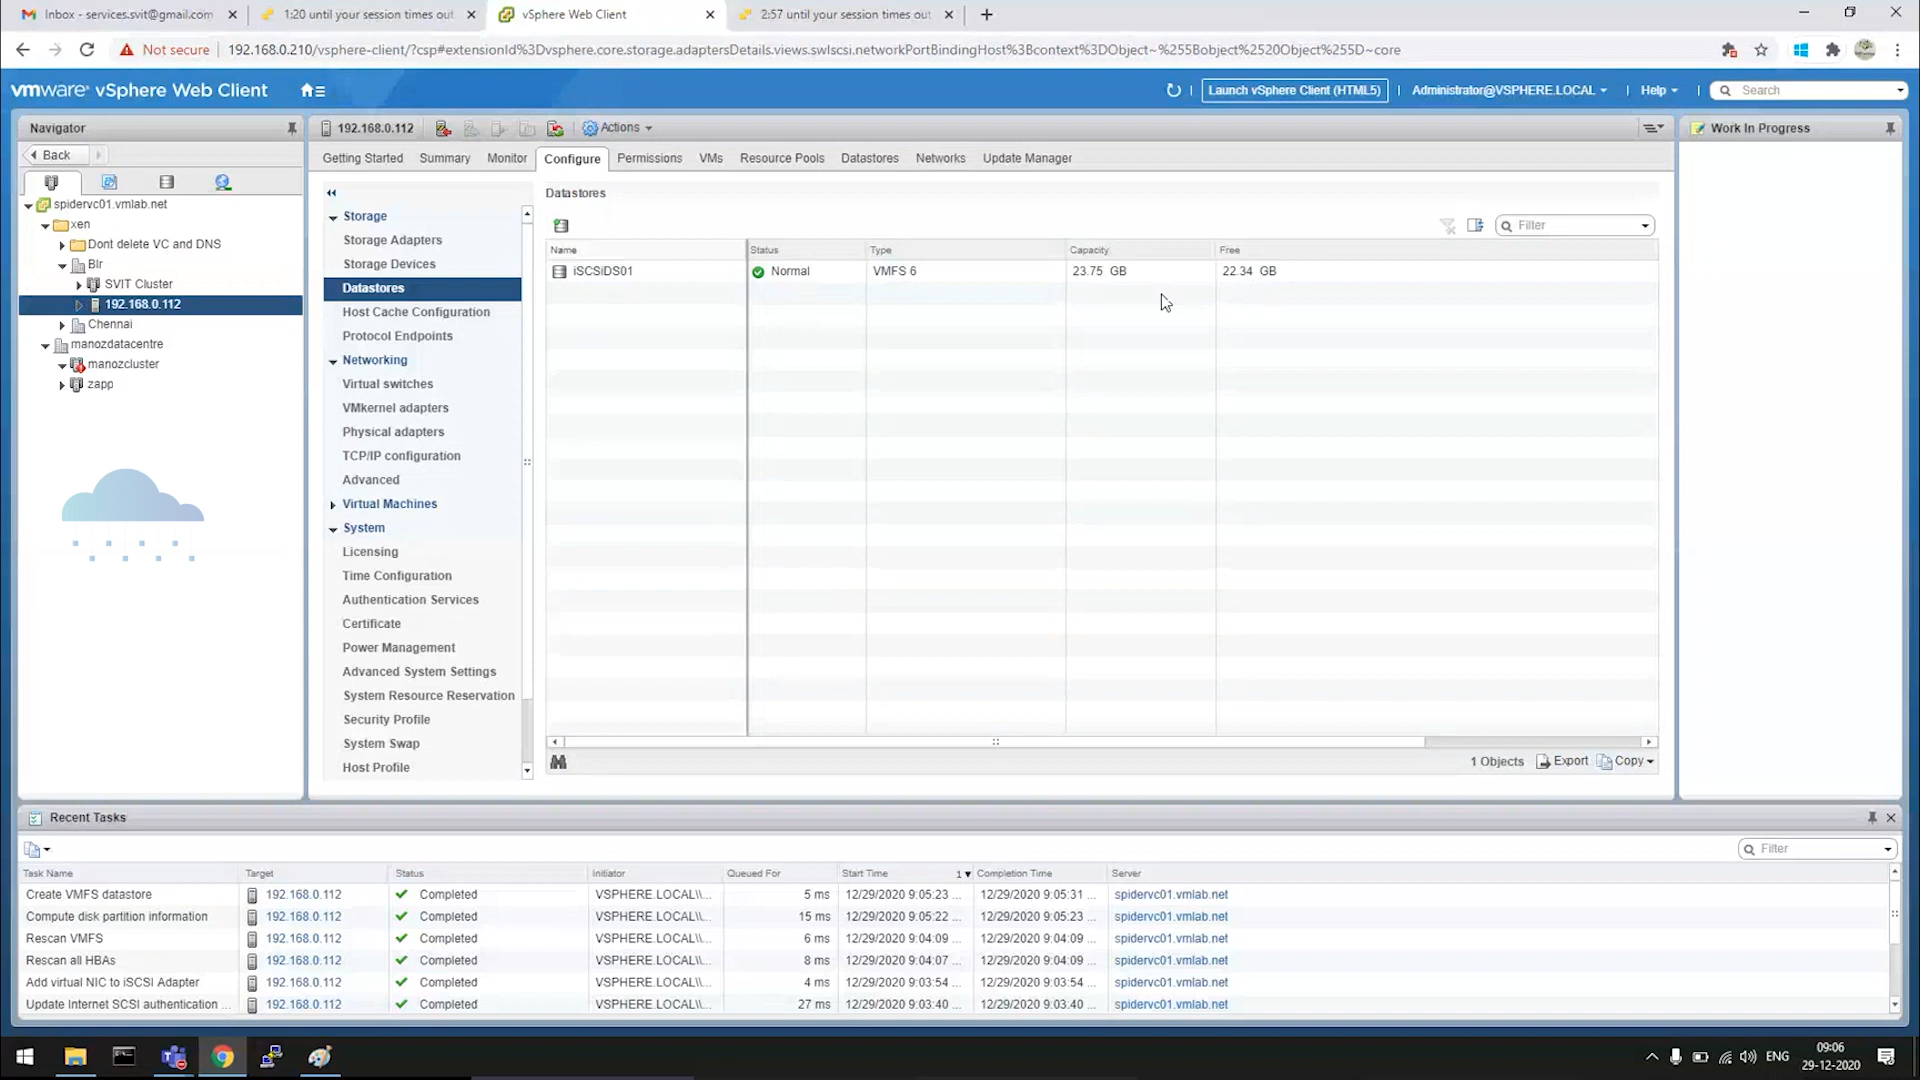 Inbox - services.svit@gmail.com
1:20 until your session times out
vSphere Web Client
2:57 until your session times out
Not secure
192.168.0.210/vsphere-client/?csp#extensionId%3Dvsphere.core.storage.adaptersDetails.views.swIscsi.networkPortBindingHost%3Bcontext%3DObject~%255Bobject%2520Object%255D~core
vmware® vSphere Web Client
Launch vSphere Client (HTML5)
Administrator@VSPHERE.LOCAL
Help
Search
Navigator
192.168.0.112
Actions
Work In Progress
Back
Getting Started
Summary
Monitor
Configure
Permissions
VMs
Resource Pools
Datastores
Networks
Update Manager
spidervc01.vmlab.net
xen
Dont delete VC and DNS
Blr
SVIT Cluster
192.168.0.112
Chennai
manozdatacentre
manozcluster
zapp
Storage
Storage Adapters
Storage Devices
Datastores
Host Cache Configuration
Protocol Endpoints
Networking
Virtual switches
VMkernel adapters
Physical adapters
TCP/IP configuration
Advanced
Virtual Machines
System
Licensing
Time Configuration
Authentication Services
Certificate
Power Management
Advanced System Settings
System Resource Reservation
Security Profile
System Swap
Host Profile
Datastores
Filter
Name Status Type Capacity Free
iSCSiDS01 Normal VMFS 6 23.75 GB 22.34 GB
1 Objects Export Copy
Recent Tasks
Filter
Task Name Target Status Initiator Queued For Start Time 1 Completion Time Server
Create VMFS datastore 192.168.0.112 Completed VSPHERE.LOCAL\\... 5 ms 12/29/2020 9:05:23 ... 12/29/2020 9:05:31 ... spidervc01.vmlab.net
Compute disk partition information 192.168.0.112 Completed VSPHERE.LOCAL\\... 15 ms 12/29/2020 9:05:22 ... 12/29/2020 9:05:23 ... spidervc01.vmlab.net
Rescan VMFS 192.168.0.112 Completed VSPHERE.LOCAL\\... 6 ms 12/29/2020 9:04:09 ... 12/29/2020 9:04:09 ... spidervc01.vmlab.net
Rescan all HBAs 192.168.0.112 Completed VSPHERE.LOCAL\\... 8 ms 12/29/2020 9:04:07 ... 12/29/2020 9:04:09 ... spidervc01.vmlab.net
Add virtual NIC to iSCSI Adapter 192.168.0.112 Completed VSPHERE.LOCAL\\... 4 ms 12/29/2020 9:03:54 ... 12/29/2020 9:03:54 ... spidervc01.vmlab.net
Update Internet SCSI authentication ... 192.168.0.112 Completed VSPHERE.LOCAL\\... 27 ms 12/29/2020 9:03:40 ... 12/29/2020 9:03:40 ... spidervc01.vmlab.net
ENG
09:06
29-12-2020